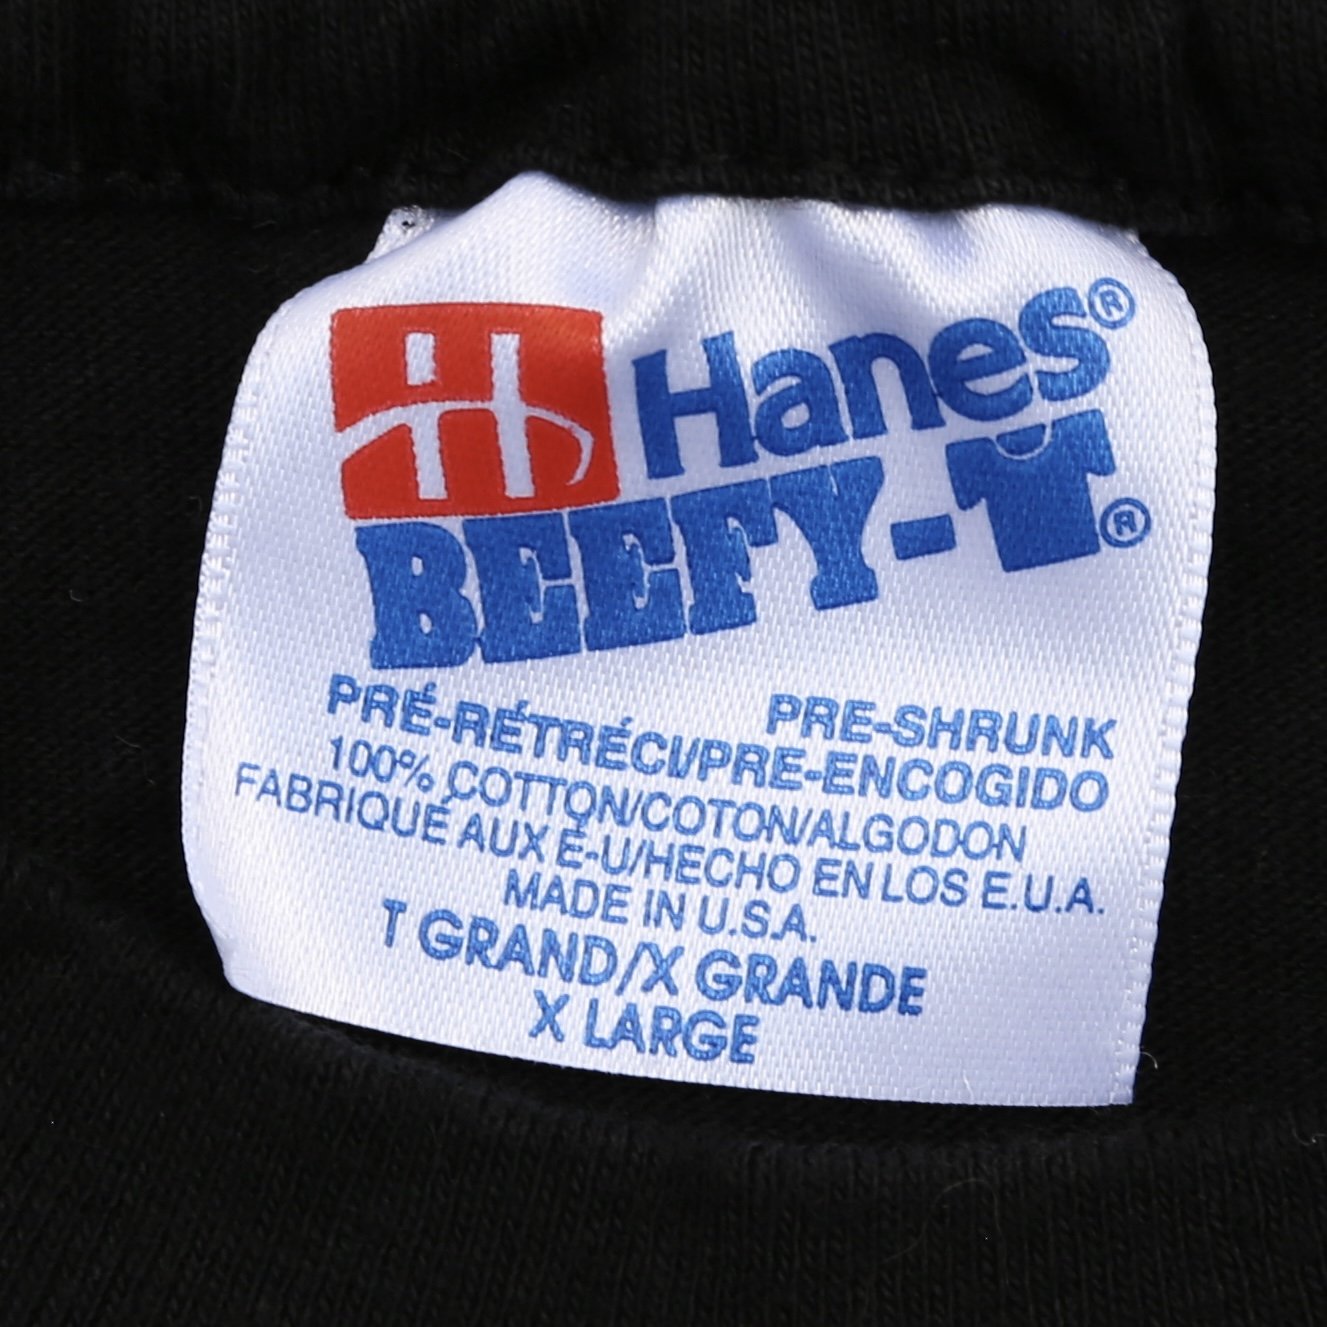 Hanes®
BEEFY-T®
PRE-SHRUNK
PRÉ-RÉTRÉCI/PRE-ENCOGIDO
100% COTTON/COTON/ALGODON
FABRIQUÉ AUX É-U/HECHO EN LOS E.U.A.
MADE IN U.S.A.
T GRAND/X GRANDE
X LARGE